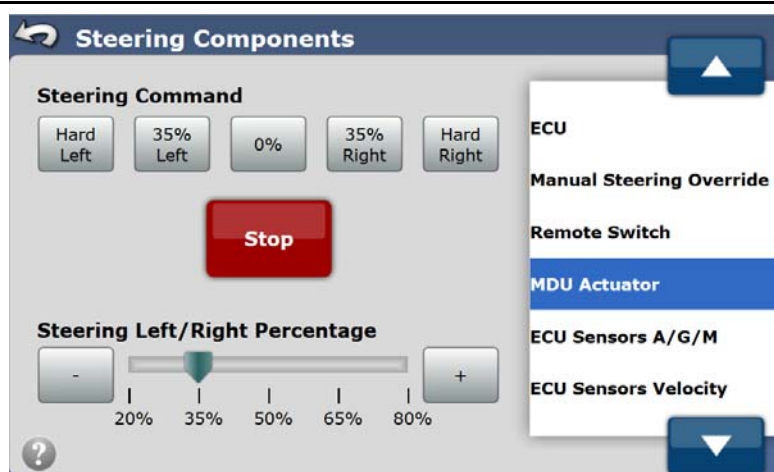 Steering Components
Steering Command
Hard
Left
35%
Left
0%
35%
Right
Hard
Right
Stop
Steering Left/Right Percentage
-
+
20% 35% 50% 65% 80%
?
ECU
Manual Steering Override
Remote Switch
MDU Actuator
ECU Sensors A/G/M
ECU Sensors Velocity